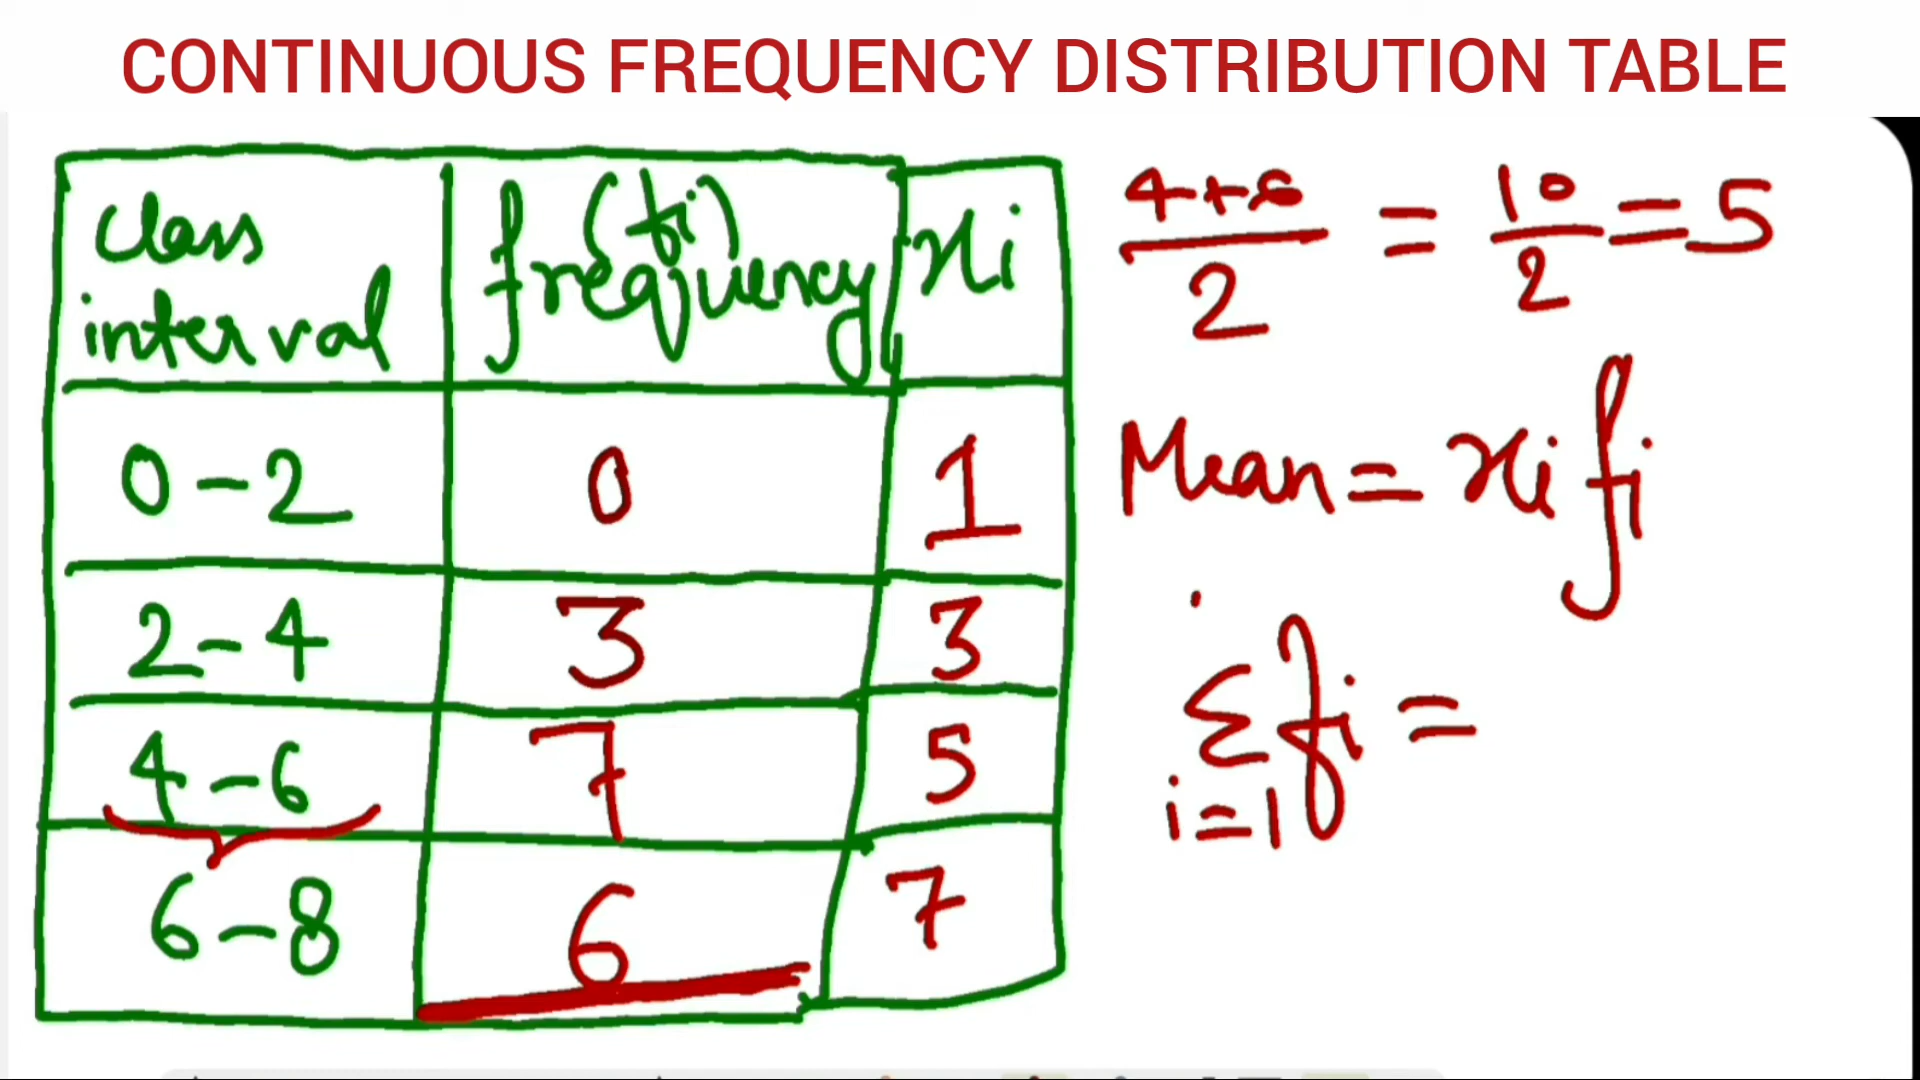 CONTINUOUS FREQUENCY DISTRIBUTION TABLE
class interval | frequency (fi) | xi
0-2 | 0 | 1
2-4 | 3 | 3
4-6 | 7 | 5
6-8 | 6 | 7
4+6/2 = 10/2 = 5
Mean = xi fi
Σfi =
i=1